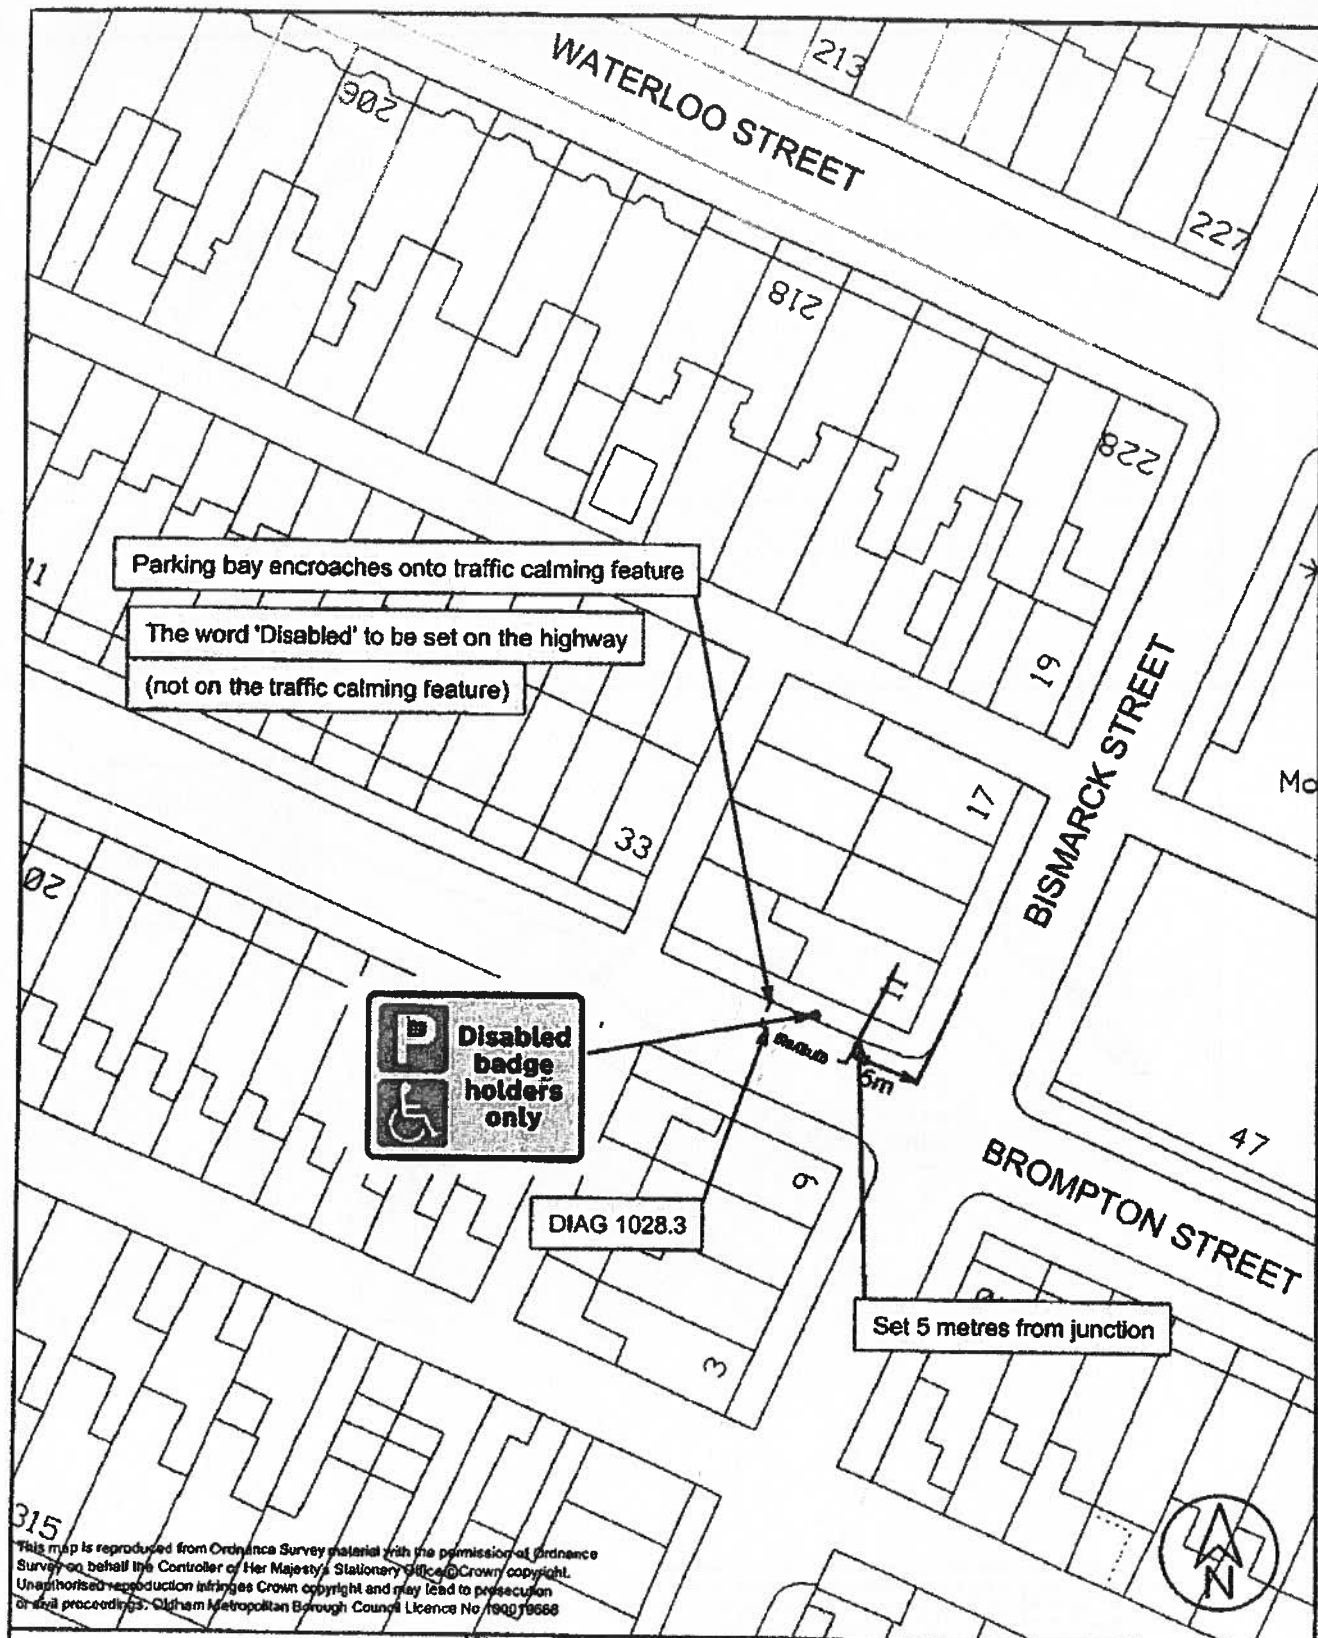 213
WATERLOO STREET
206
227
218
228
11
Parking bay encroaches onto traffic calming feature
The word 'Disabled' to be set on the highway
(not on the traffic calming feature)
19
BISMARCK STREET
Mo
17
33
20
11
P
Disabled
badge
holders
only
5m
47
9
BROMPTON STREET
DIAG 1028.3
Set 5 metres from junction
3
315
This map is reproduced from Ordnance Survey material with the permission of Ordnance
Survey on behalf the Controller of Her Majesty's Stationery Office © Crown copyright.
Unauthorised reproduction infringes Crown copyright and may lead to prosecution
or civil proceedings. Oldham Metropolitan Borough Council Licence No
N